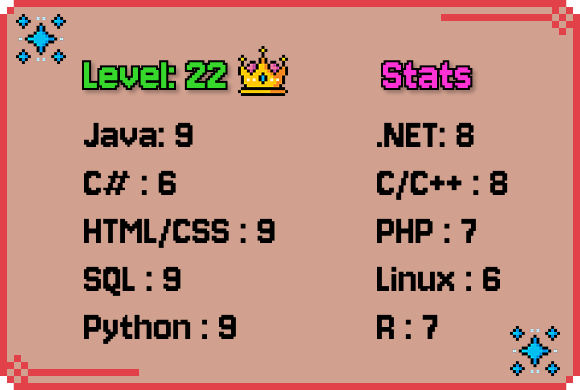 Level: 22
Stats
Java: 9
C# : 6
HTML/CSS : 9
SQL : 9
Python : 9
.NET: 8
C/C++ : 8
PHP : 7
Linux : 6
R : 7